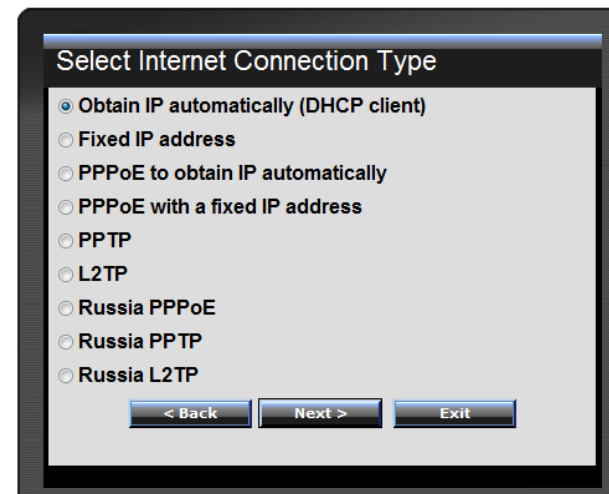 Select Internet Connection Type
Obtain IP automatically (DHCP client)
Fixed IP address
PPPoE to obtain IP automatically
PPPoE with a fixed IP address
PPTP
L2TP
Russia PPPoE
Russia PPTP
Russia L2TP
< Back Next > Exit